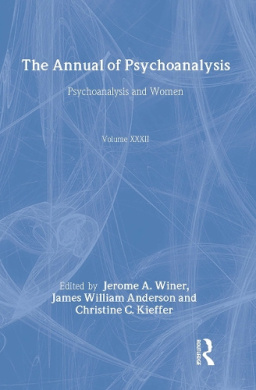 The Annual of Psychoanalysis
Psychoanalysis and Women
Volume XXXII
Edited by Jerome A. Winer,
James William Anderson and
Christine C. Kieffer
ROUTLEDGE